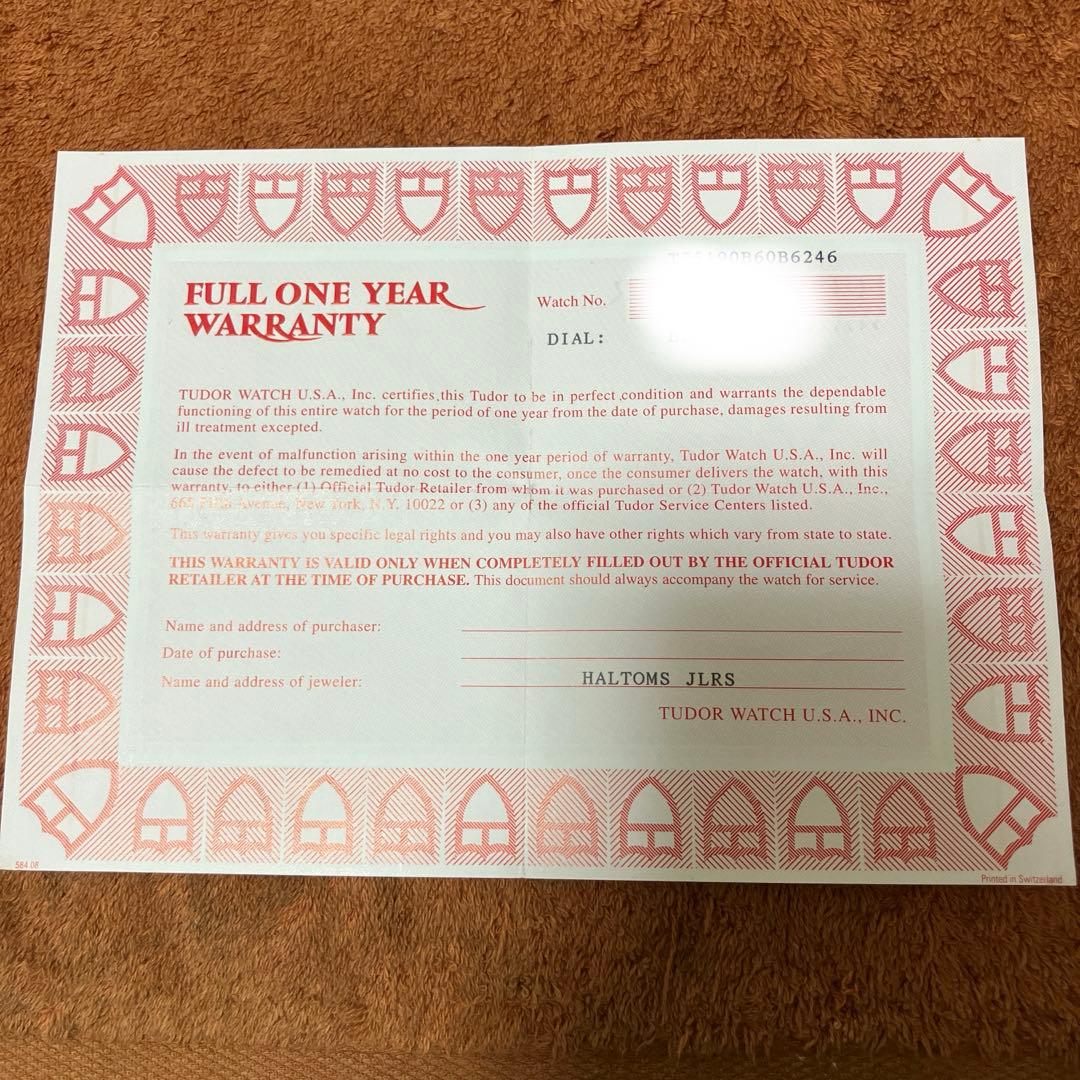 0B60B6246
FULL ONE YEAR
WARRANTY
Watch No.
DIAL:
TUDOR WATCH U.S.A., Inc. certifies this Tudor to be in perfect condition and warrants the dependable
functioning of this entire watch for the period of one year from the date of purchase, damages resulting from
ill treatment excepted.
In the event of malfunction arising within the one year period of warranty, Tudor Watch U.S.A., Inc. will
cause the defect to be remedied at no cost to the consumer, once the consumer delivers the watch, with this
warranty, to either (1) Official Tudor Retailer from whom it was purchased or (2) Tudor Watch U.S.A., Inc.,
665 Fifth Avenue, New York, N.Y. 10022 or (3) any of the official Tudor Service Centers listed.
This warranty gives you specific legal rights and you may also have other rights which vary from state to state.
THIS WARRANTY IS VALID ONLY WHEN COMPLETELY FILLED OUT BY THE OFFICIAL TUDOR
RETAILER AT THE TIME OF PURCHASE. This document should always accompany the watch for service.
Name and address of purchaser:
Date of purchase:
Name and address of jeweler: HALTOMS JLRS
TUDOR WATCH U.S.A., INC.
584.08
Printed in Switzerland